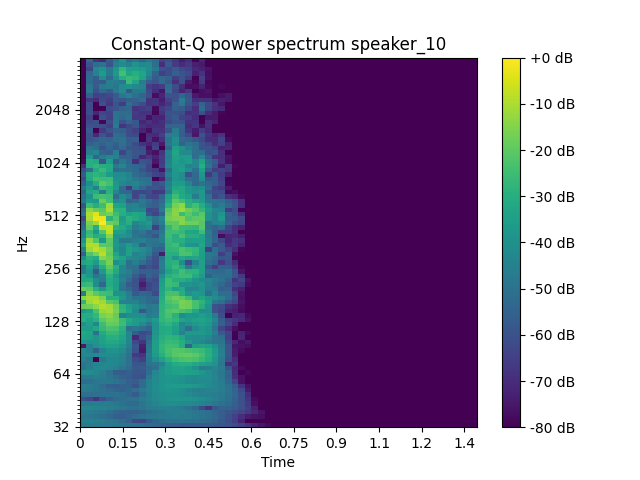 Constant-Q power spectrum speaker_10
Hz
2048
1024
512
256
128
64
32
0 0.15 0.3 0.45 0.6 0.75 0.9 1.1 1.2 1.4
Time
+0 dB
-10 dB
-20 dB
-30 dB
-40 dB
-50 dB
-60 dB
-70 dB
-80 dB